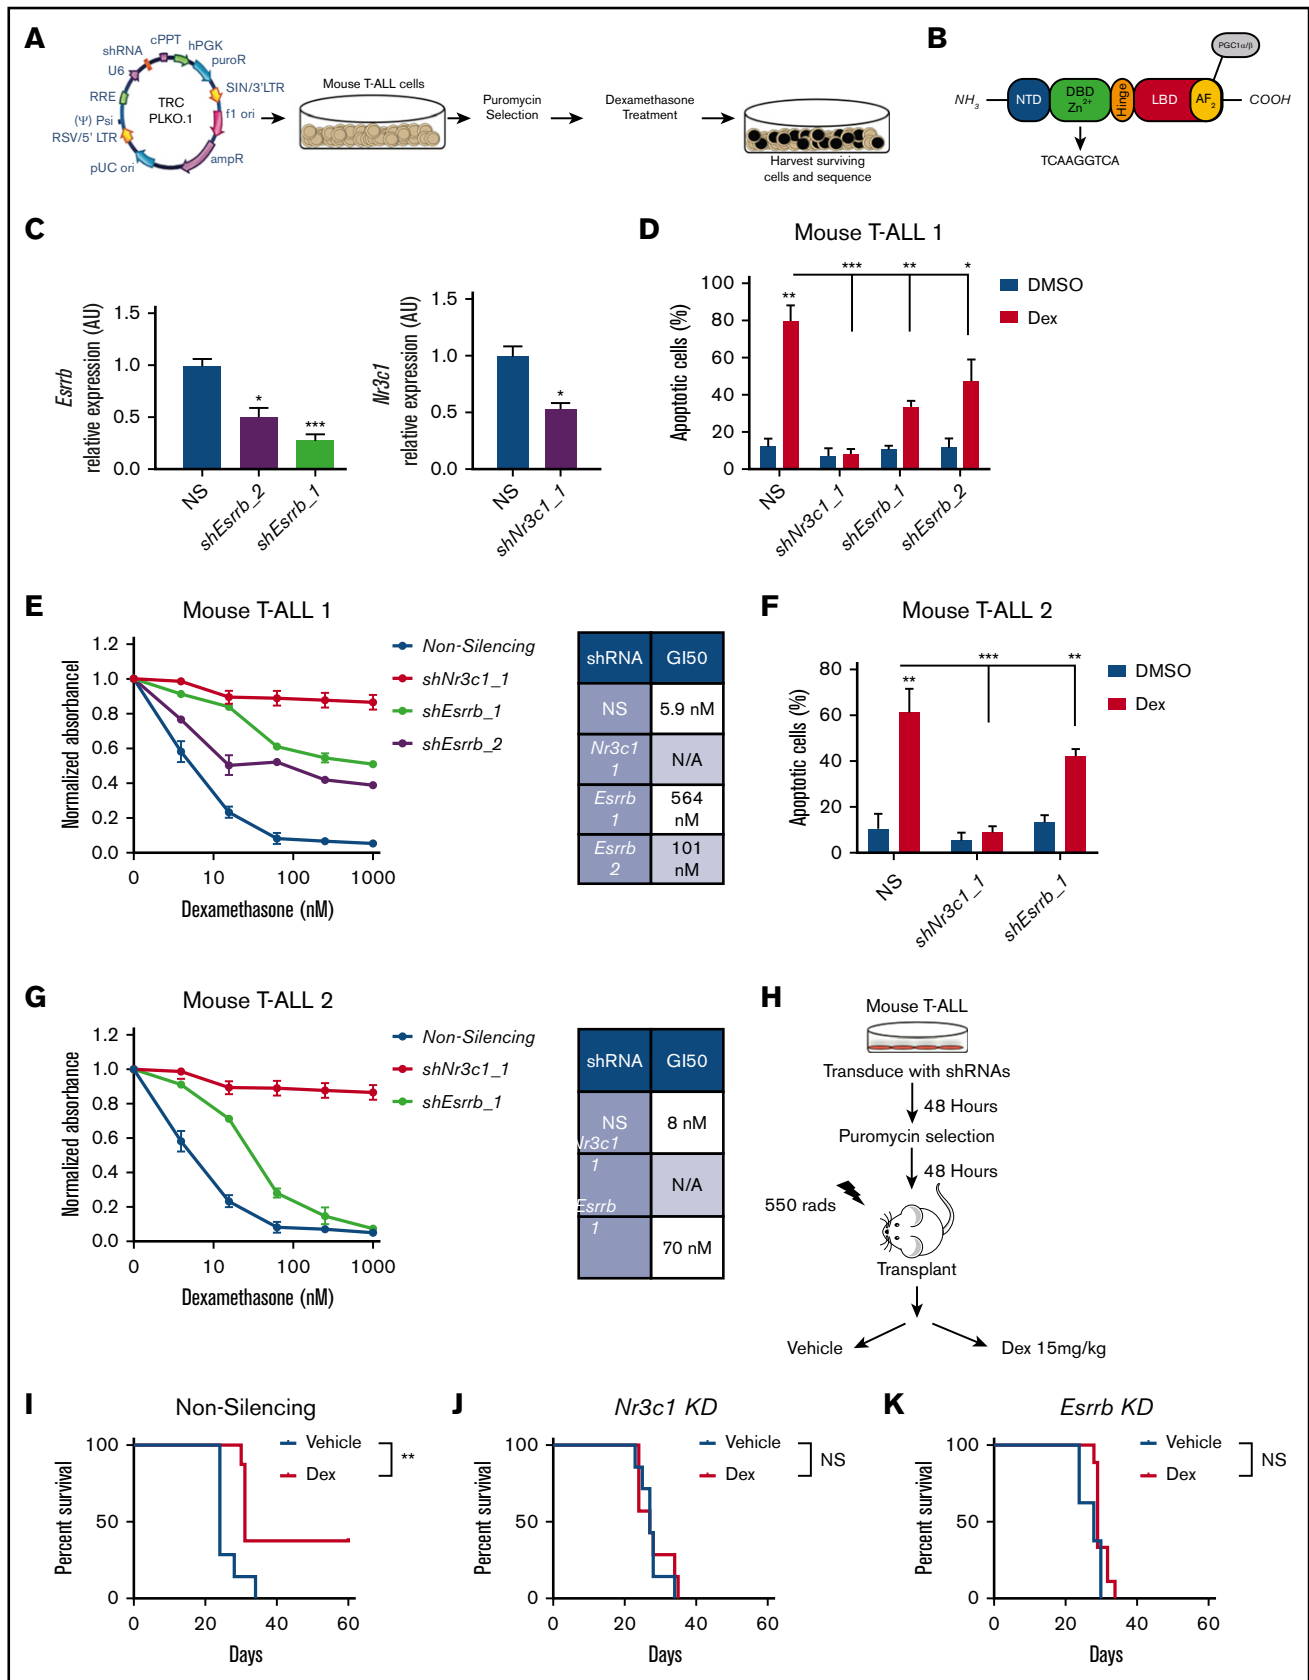 A
cPPT
hPGK
shRNA
puroR
U6
SIN/3'LTR
RRE
TRC
PLKO.1
f1 ori
(Ψ) Psi
RSV/5' LTR
pUC ori
ampR
Mouse T-ALL cells
Puromycin
Selection
Dexamethasone
Treatment
Harvest surviving
cells and sequence
B
PGC1α/β
NH3
NTD
DBD
Zn2+
Hinge
LBD
AF2
COOH
TCAAGGTCA
C
Esrrb
relative expression (AU)
1.5
1.0
0.5
0.0
*
***
NS
shEsrrb_2
shEsrrb_1
Nr3c1
relative expression (AU)
1.5
1.0
0.5
0.0
*
NS
shNr3c1_1
D
Mouse T-ALL 1
Apoptotic cells (%)
100
80
60
40
20
0
**
***
**
*
DMSO
Dex
NS
shNr3c1_1
shEsrrb_1
shEsrrb_2
E
Mouse T-ALL 1
Normalized absorbancel
1.2
1.0
0.8
0.6
0.4
0.2
0.0
0
10
100
1000
Dexamethasone (nM)
Non-Silencing
shNr3c1_1
shEsrrb_1
shEsrrb_2
shRNA
GI50
NS
5.9 nM
Nr3c1
1
N/A
Esrrb
1
564
nM
Esrrb
2
101
nM
F
Mouse T-ALL 2
Apoptotic cells (%)
80
60
40
20
0
**
***
**
DMSO
Dex
NS
shNr3c1_1
shEsrrb_1
G
Mouse T-ALL 2
Normalized absorbance
1.2
1.0
0.8
0.6
0.4
0.2
0.0
0
10
100
1000
Dexamethasone (nM)
Non-Silencing
shNr3c1_1
shEsrrb_1
shRNA
GI50
NS
8 nM
Nr3c1
1
N/A
Esrrb
1
70 nM
H
Mouse T-ALL
Transduce with shRNAs
48 Hours
Puromycin selection
48 Hours
550 rads
Transplant
Vehicle
Dex 15mg/kg
I
Non-Silencing
Percent survival
100
50
0
0
20
40
60
Days
Vehicle
Dex
**
J
Nr3c1 KD
Percent survival
100
50
0
0
20
40
60
Days
Vehicle
Dex
NS
K
Esrrb KD
Percent survival
100
50
0
0
20
40
60
Days
Vehicle
Dex
NS